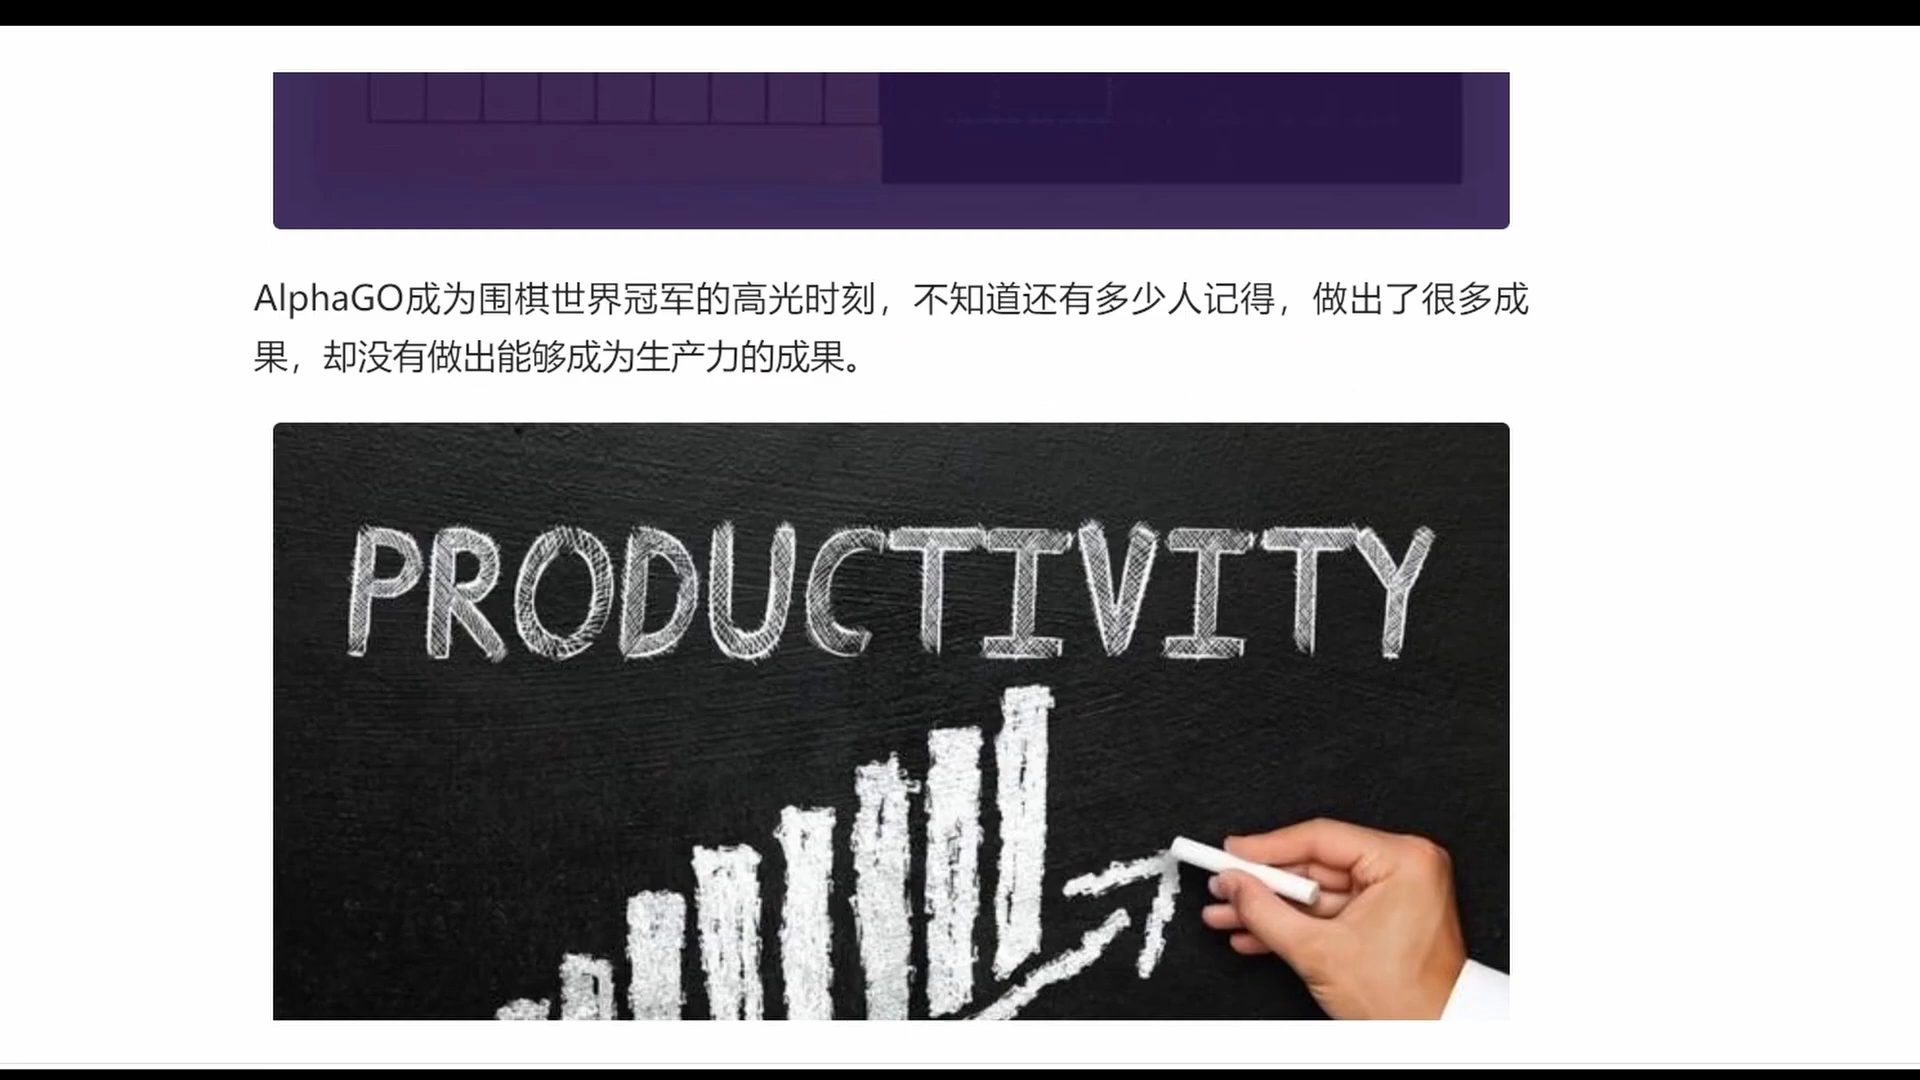 AlphaGO成为围棋世界冠军的高光时刻，不知道还有多少人记得，做出了很多成
果，却没有做出能够成为生产力的成果。
PRODUCTIVITY